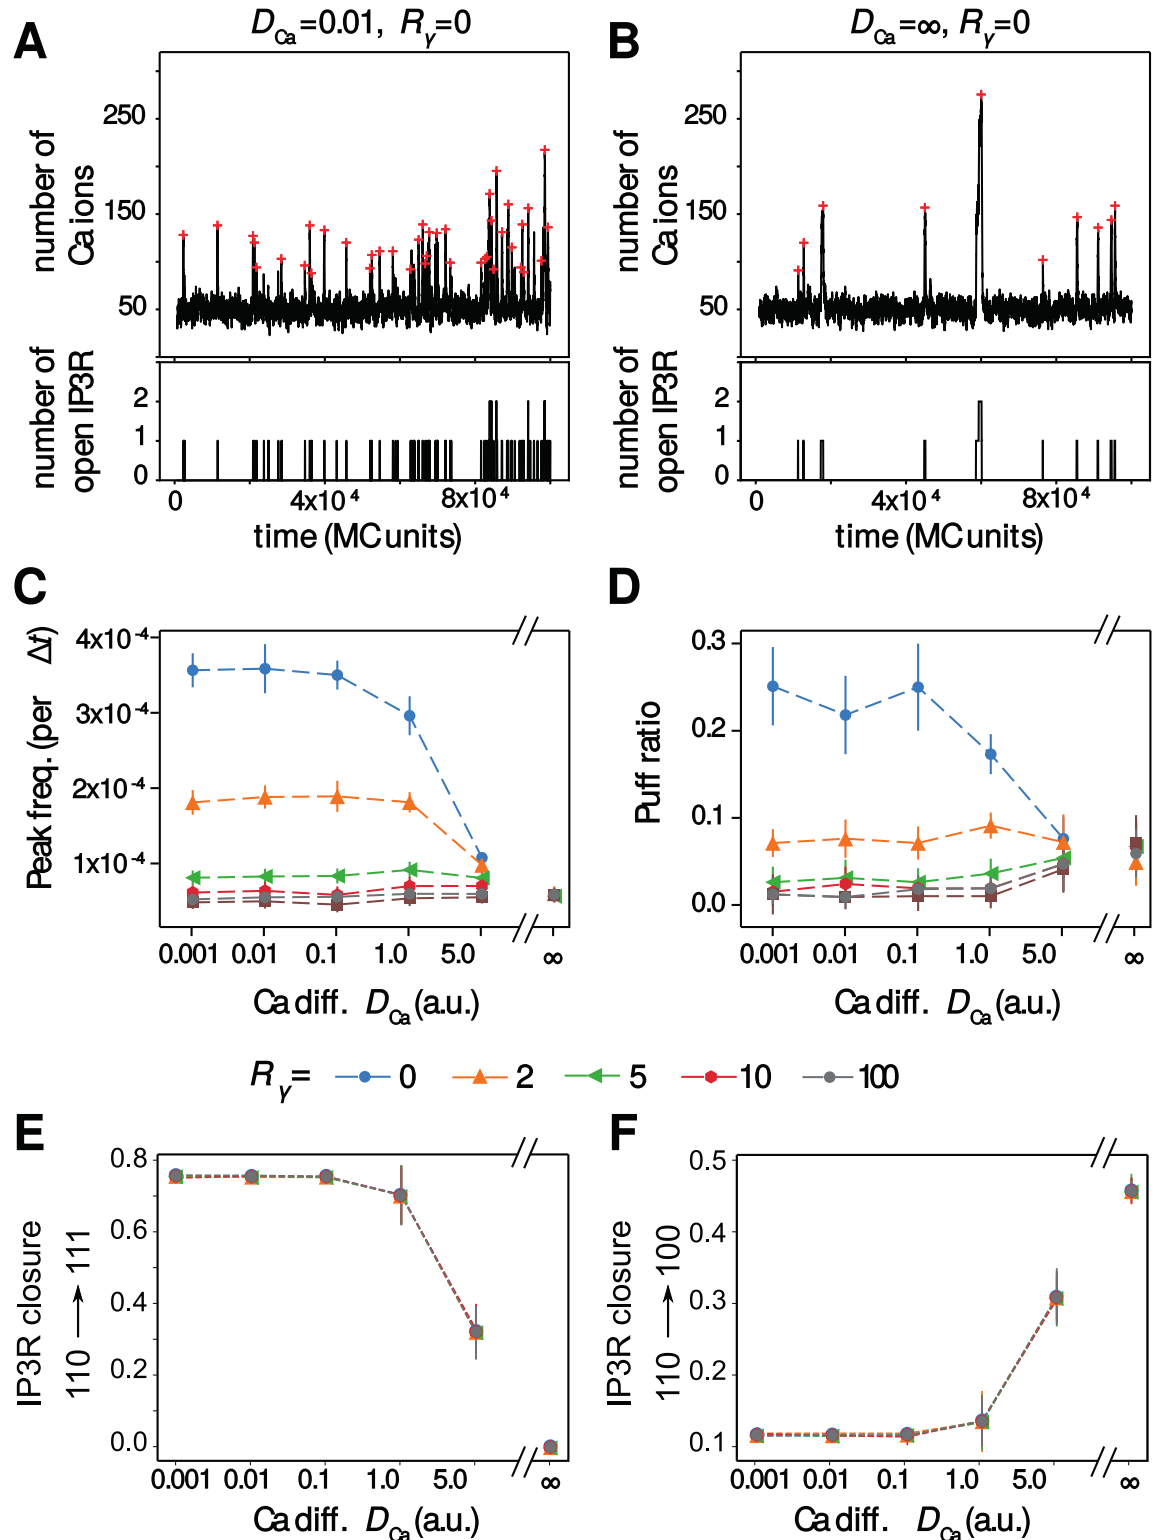 A
D_Ca=0.01, R_γ=0
number of
Ca ions
250
150
50
number of
open IP3R
2
1
0
0
4x10⁴
8x10⁴
time (MC units)
B
D_Ca=∞, R_γ=0
number of
Ca ions
250
150
50
number of
open IP3R
2
1
0
0
4x10⁴
8x10⁴
time (MC units)
C
Peak freq. (per Δt)
4x10⁻⁴
3x10⁻⁴
2x10⁻⁴
1x10⁻⁴
0.001 0.01 0.1 1.0 5.0 ∞
Ca diff. D_Ca (a.u.)
D
Puff ratio
0.3
0.2
0.1
0.0
0.001 0.01 0.1 1.0 5.0 ∞
Ca diff. D_Ca (a.u.)
R_γ= 0 2 5 10 100
E
IP3R closure
110 → 111
0.8
0.6
0.4
0.2
0.0
0.001 0.01 0.1 1.0 5.0 ∞
Ca diff. D_Ca (a.u.)
F
IP3R closure
110 → 100
0.5
0.4
0.3
0.2
0.1
0.001 0.01 0.1 1.0 5.0 ∞
Ca diff. D_Ca (a.u.)